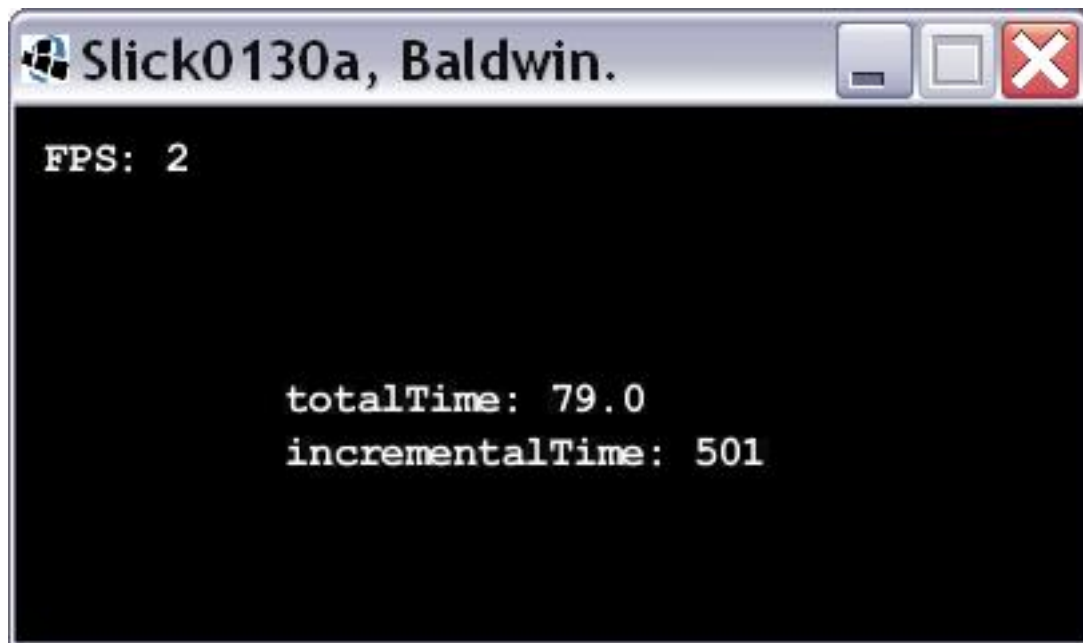 Slick0130a, Baldwin.
FPS: 2
totalTime: 79.0
incrementalTime: 501